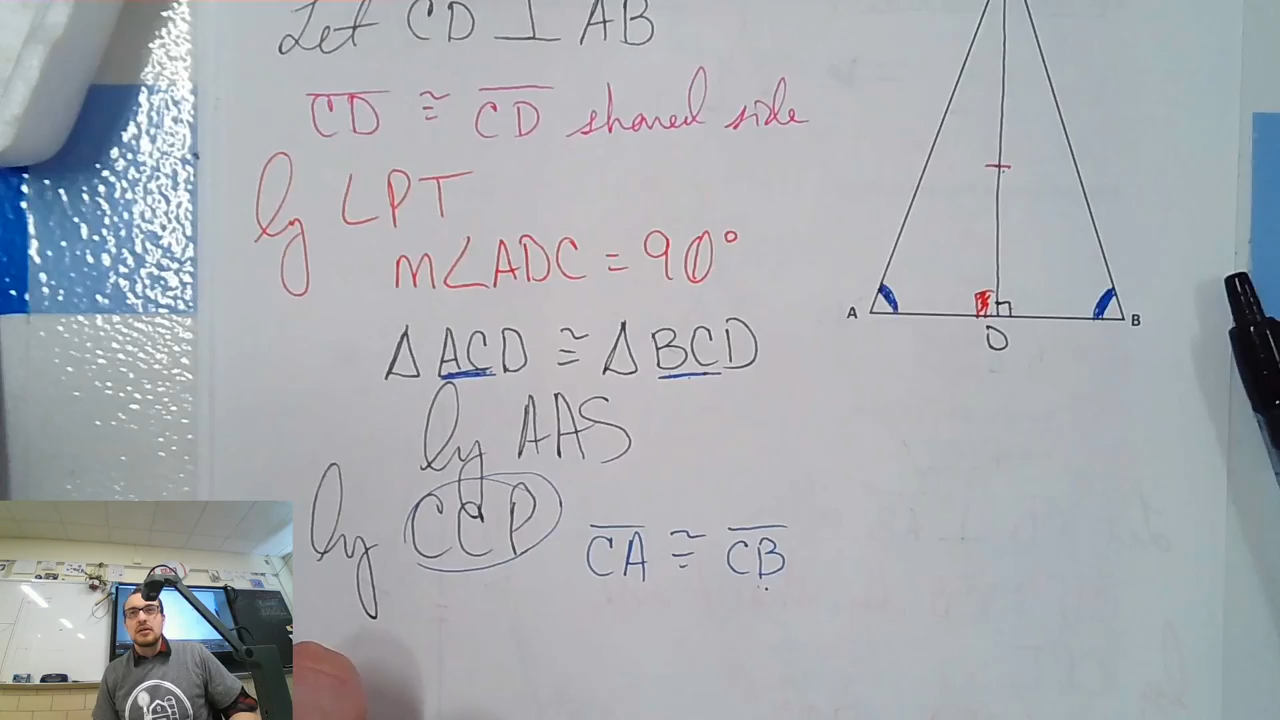 Let CD ⊥ AB
CD ≅ CD shared side
by LPT
m∠ADC = 90°
△ACD ≅ △BCD
by AAS
by CCP CA ≅ CB
A
B
D